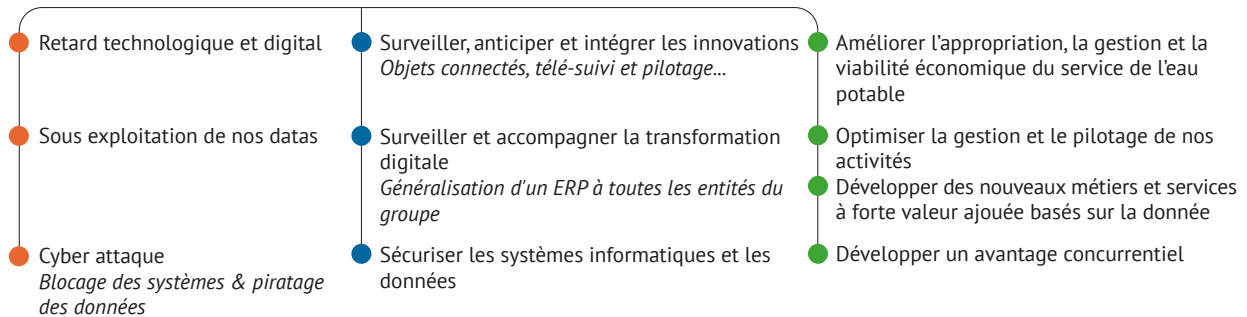 Retard technologique et digital
Sous exploitation de nos datas
Cyber attaque
Blocage des systèmes & piratage
des données
Surveiller, anticiper et intégrer les innovations
Objets connectés, télé-suivi et pilotage...
Surveiller et accompagner la transformation
digitale
Généralisation d'un ERP à toutes les entités du
groupe
Sécuriser les systèmes informatiques et les
données
Améliorer l’appropriation, la gestion et la
viabilité économique du service de l’eau
potable
Optimiser la gestion et le pilotage de nos
activités
Développer des nouveaux métiers et services
à forte valeur ajoutée basés sur la donnée
Développer un avantage concurrentiel